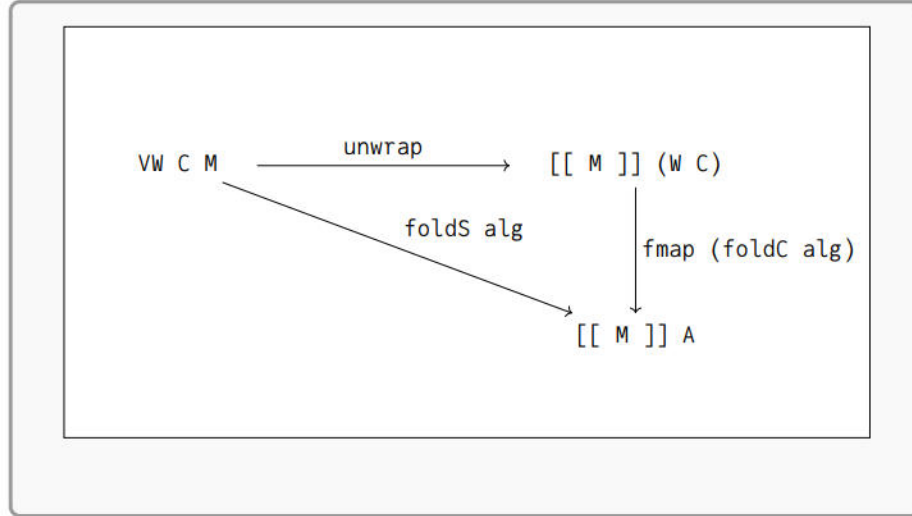 unwrap
VW C M [[ M ]] (W C)
foldS alg
fmap (foldC alg)
[[ M ]] A